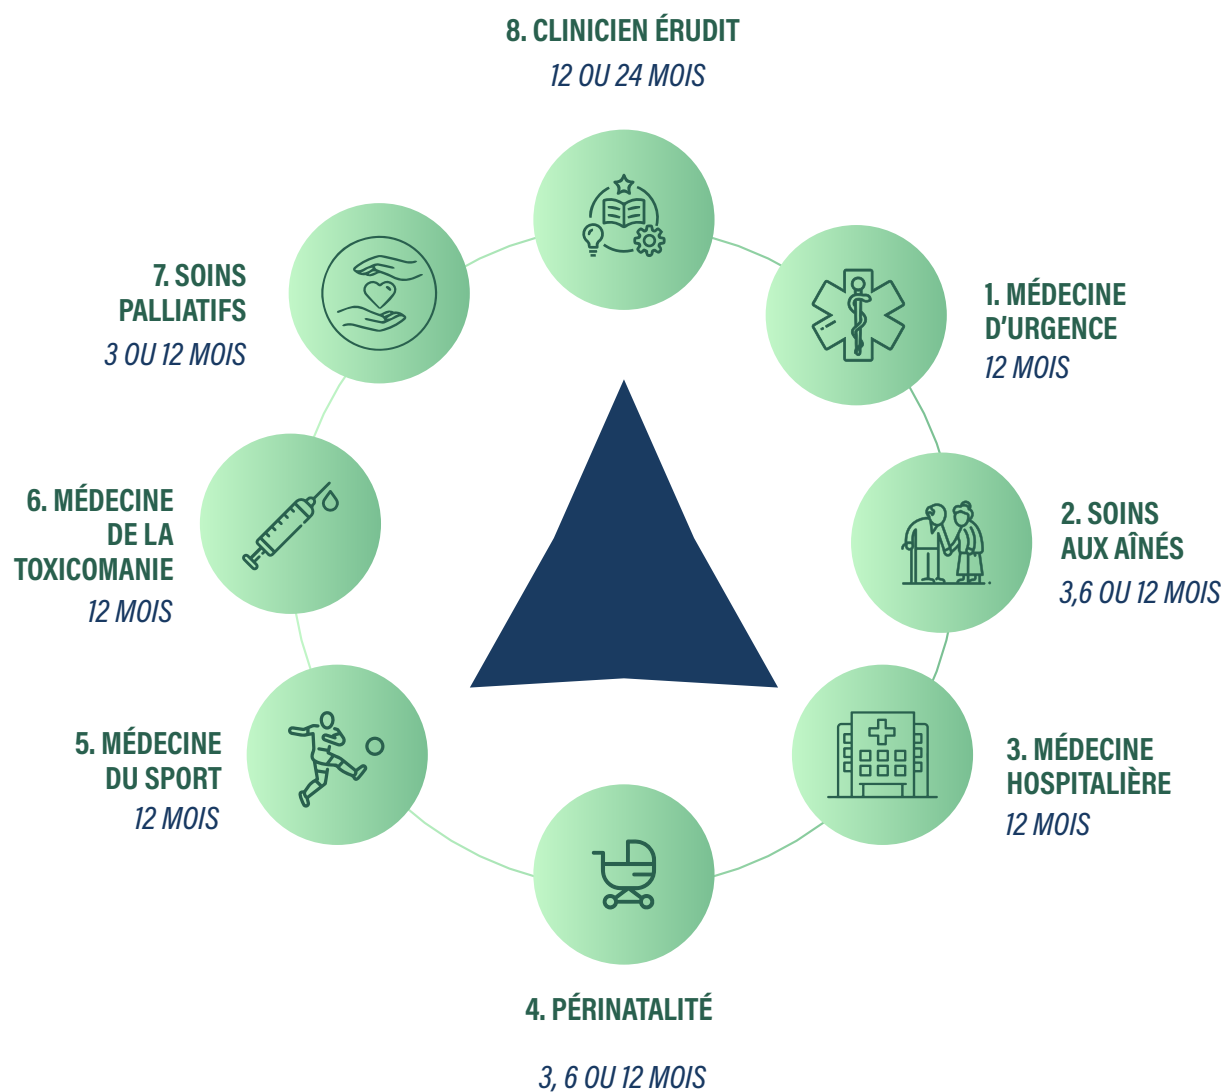 8. CLINICIEN ÉRUDIT
12 OU 24 MOIS
1. MÉDECINE
D'URGENCE
12 MOIS
2. SOINS
AUX AÎNÉS
3,6 OU 12 MOIS
3. MÉDECINE
HOSPITALIÈRE
12 MOIS
4. PÉRINATALITÉ
3, 6 OU 12 MOIS
5. MÉDECINE
DU SPORT
12 MOIS
6. MÉDECINE
DE LA
TOXICOMANIE
12 MOIS
7. SOINS
PALLIATIFS
3 OU 12 MOIS